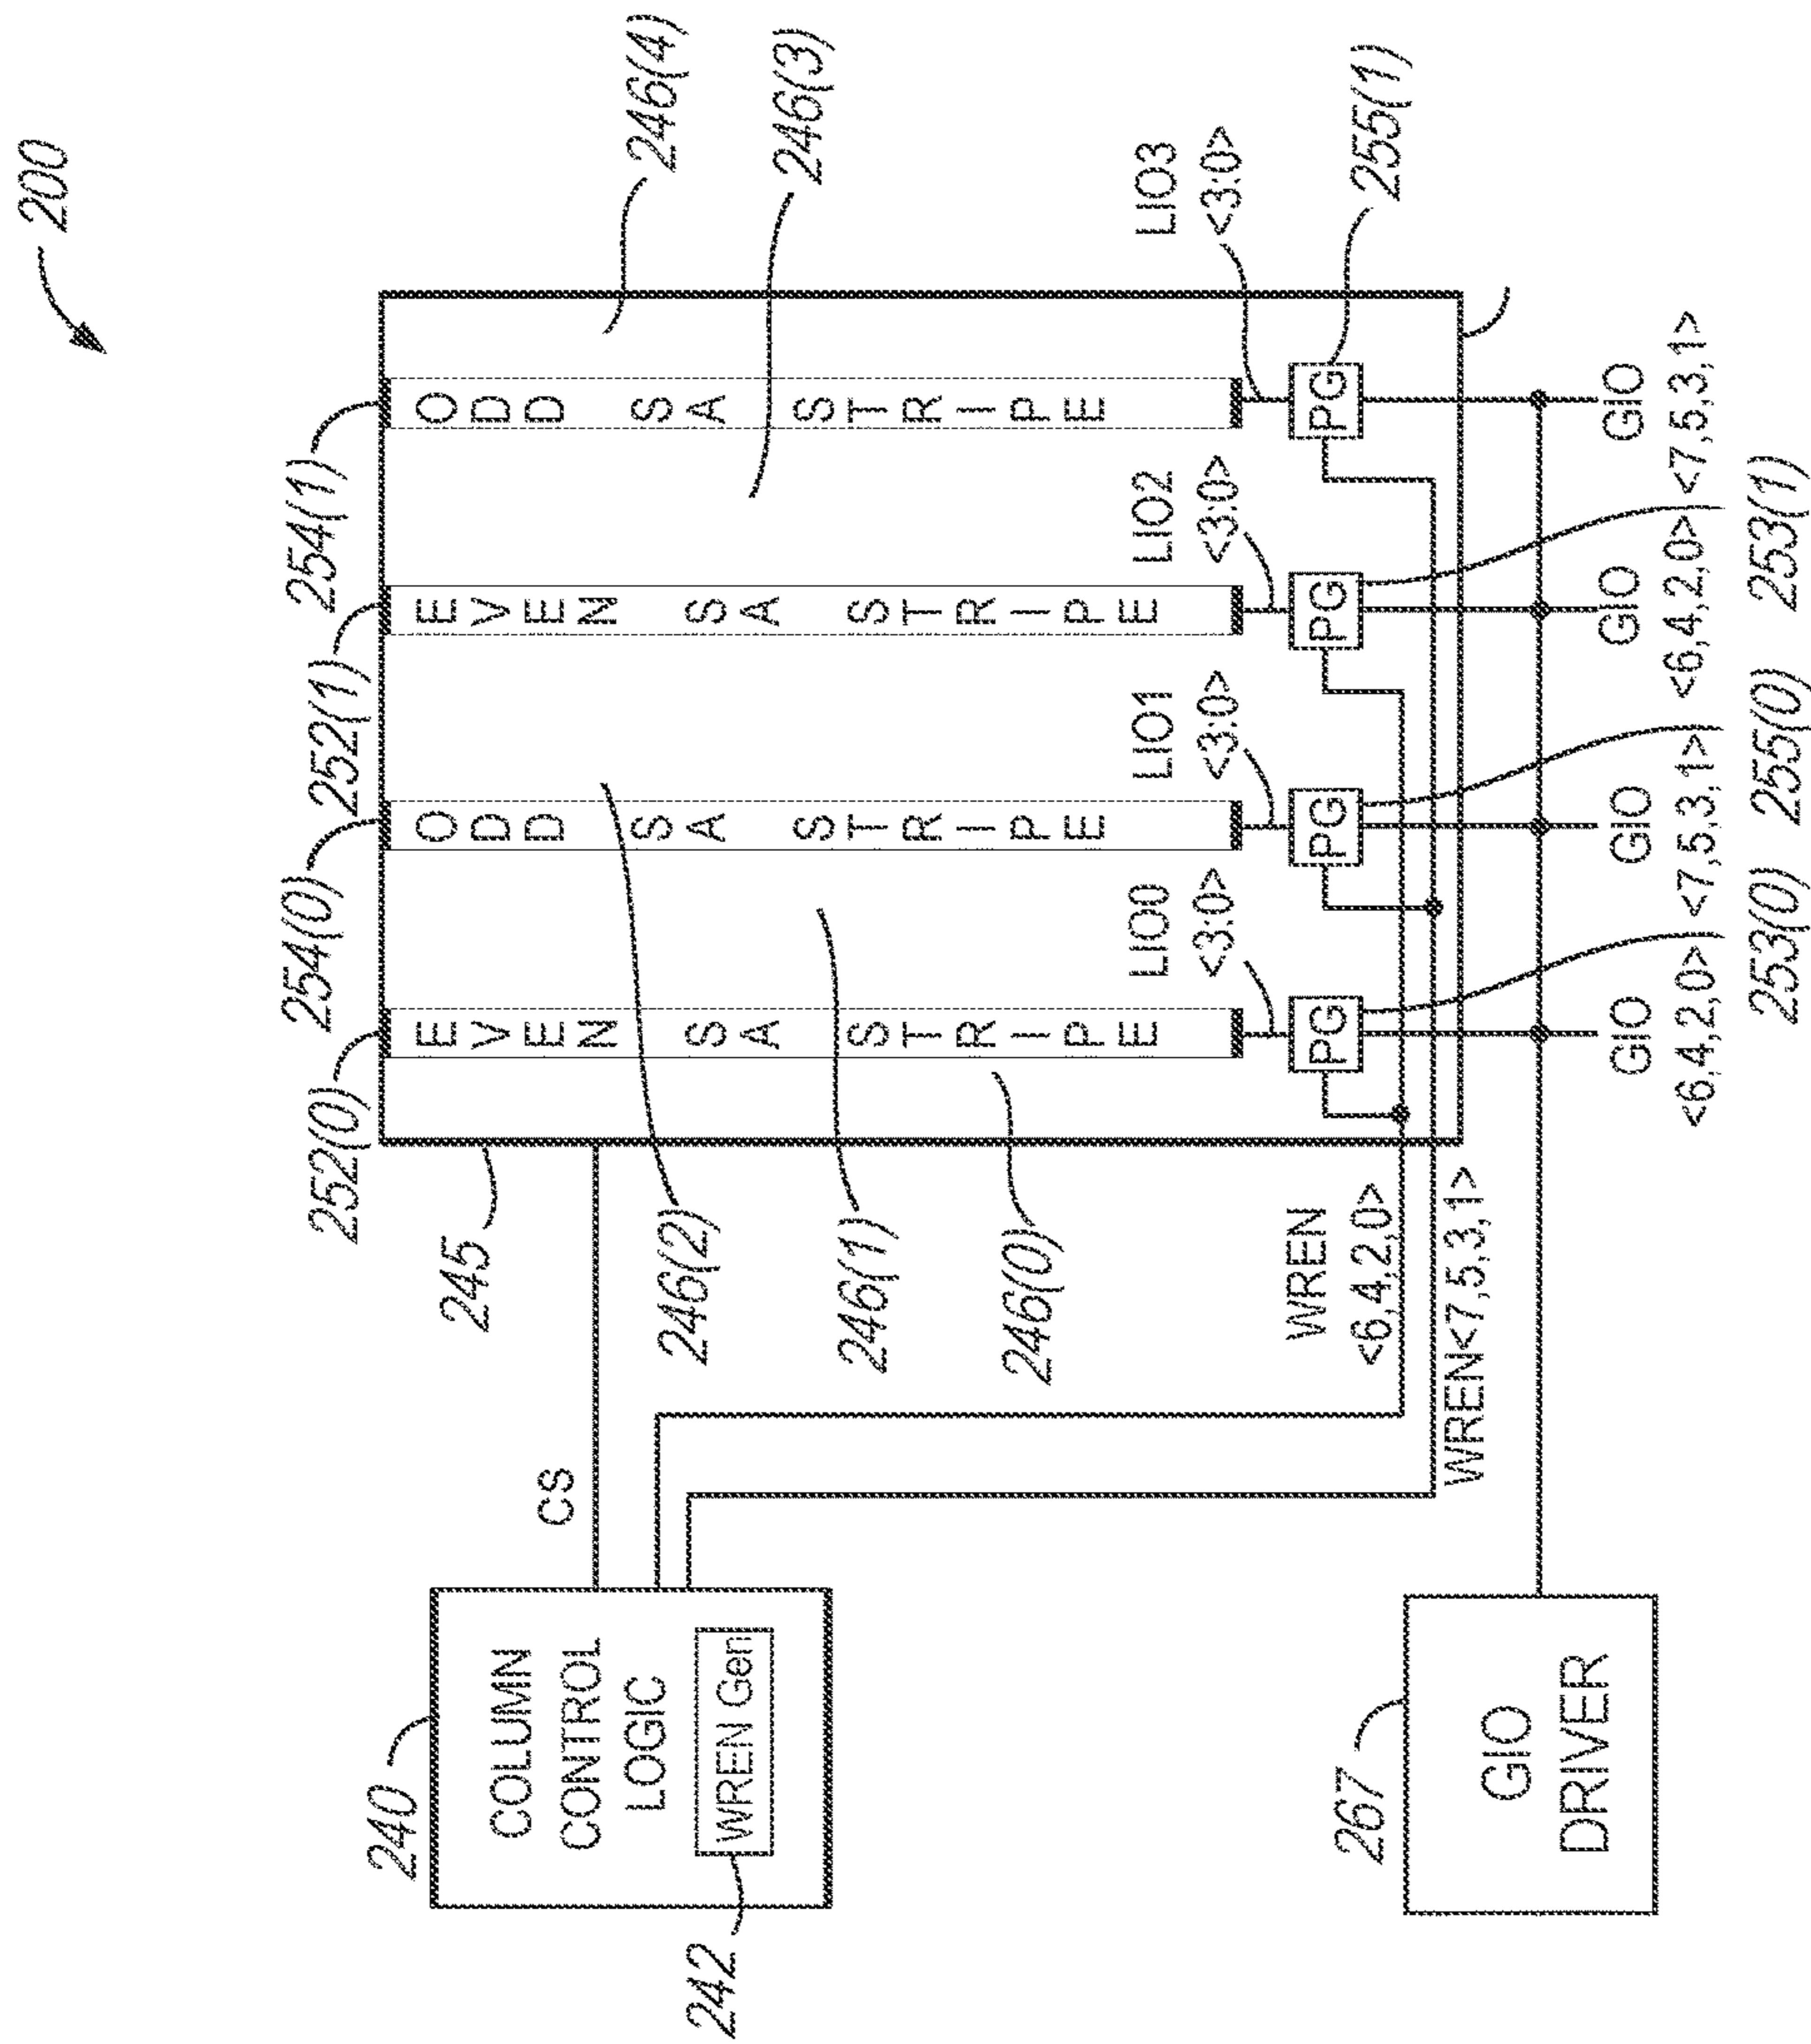 200
252(0)
254(0)
252(1)
254(1)
240
COLUMN
CONTROL
LOGIC
WREN Gen
242
CS
245
246(2)
246(1)
246(0)
246(4)
246(3)
EVEN SA STRIPE
ODD SA STRIPE
EVEN SA STRIPE
ODD SA STRIPE
LIO0
<3:0>
LIO1
<3:0>
LIO2
<3:0>
LIO3
<3:0>
PG
PG
PG
PG
255(1)
WREN
<6,4,2,0>
WREN<7,5,3,1>
267
GIO
DRIVER
GIO
<6,4,2,0>
GIO
<7,5,3,1>
GIO
<6,4,2,0>
GIO
<7,5,3,1>
253(0)
255(0)
253(1)